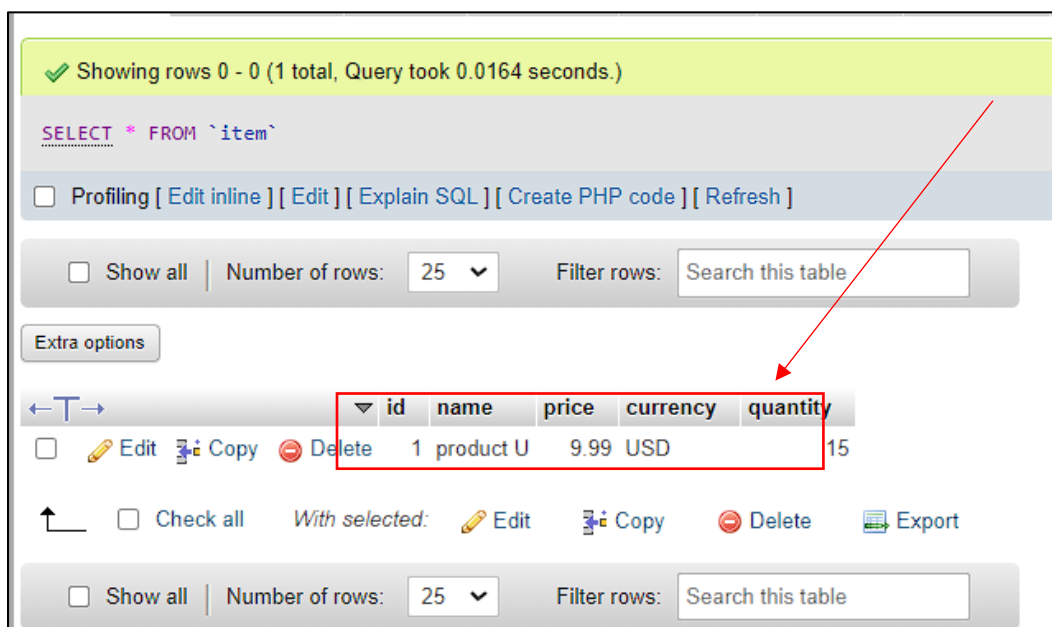 Showing rows 0 - 0 (1 total, Query took 0.0164 seconds.)
SELECT * FROM `item`
Profiling [ Edit inline ] [ Edit ] [ Explain SQL ] [ Create PHP code ] [ Refresh ]
Show all | Number of rows: 25 Filter rows: Search this table
Extra options
←T→ id name price currency quantity
Edit Copy Delete 1 product U 9.99 USD 15
Check all With selected: Edit Copy Delete Export
Show all | Number of rows: 25 Filter rows: Search this table